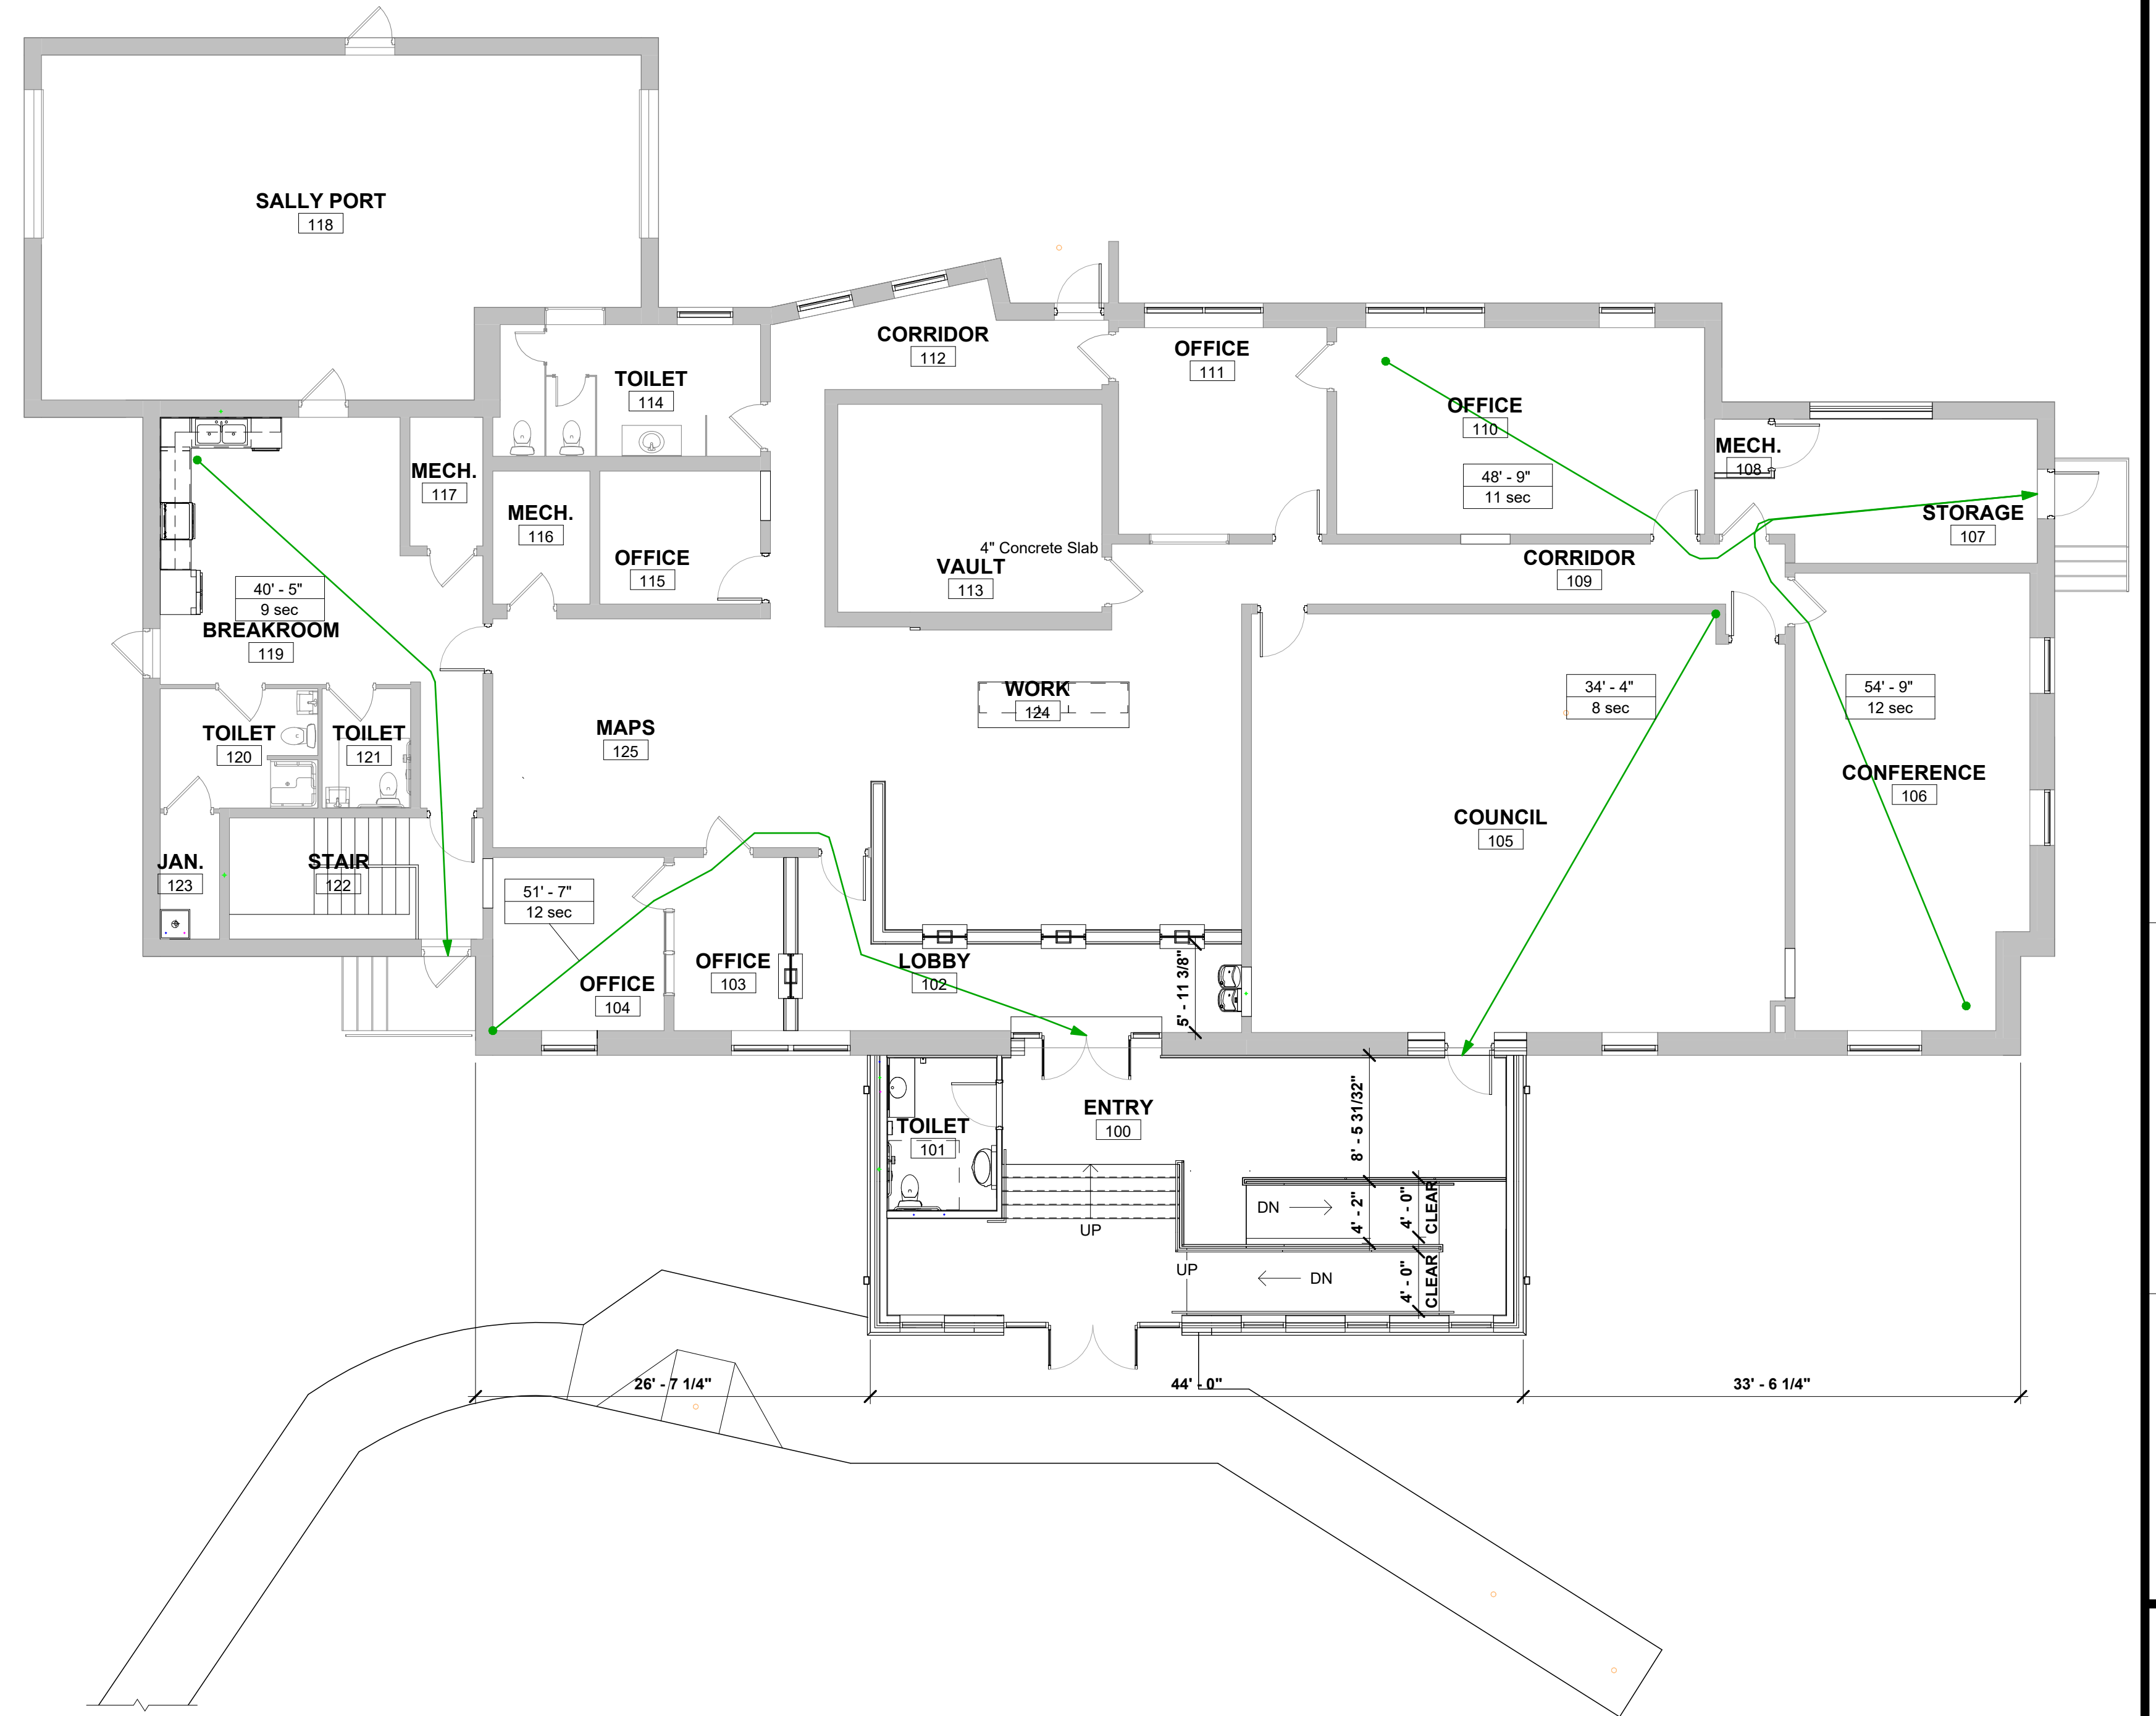 SALLY PORT
118
CORRIDOR
112
OFFICE
111
TOILET
114
OFFICE
110
MECH.
108
MECH.
117
48' - 9"
11 sec
MECH.
116
STORAGE
107
4" Concrete Slab
OFFICE
115
VAULT
113
CORRIDOR
109
40' - 5"
9 sec
BREAKROOM
119
WORK
124
34' - 4"
8 sec
54' - 9"
12 sec
TOILET
120
TOILET
121
MAPS
125
CONFERENCE
106
COUNCIL
105
JAN.
123
STAIR
122
51' - 7"
12 sec
OFFICE
104
OFFICE
103
LOBBY
102
5' - 11 3/8"
TOILET
101
ENTRY
100
8' - 5 31/32"
UP
DN
4' - 2"
4' - 0"
CLEAR
UP
DN
4' - 0"
CLEAR
26' - 7 1/4"
44' - 0"
33' - 6 1/4"